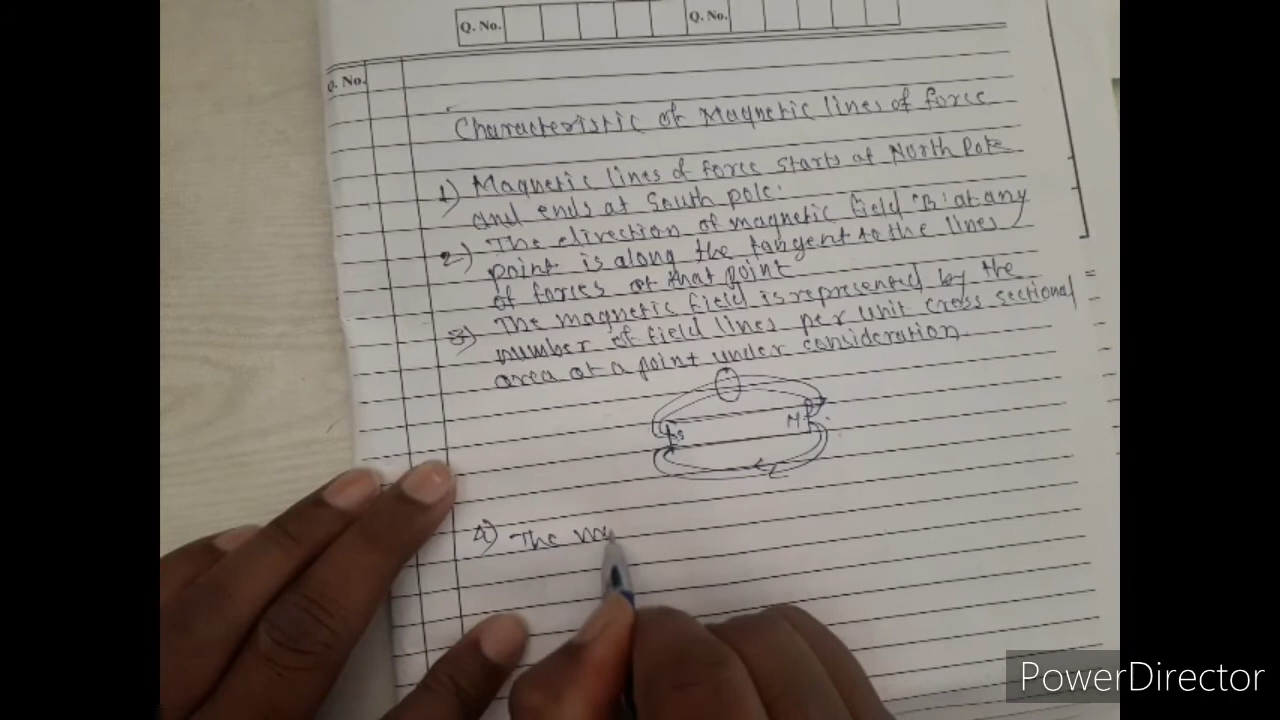 Q. No.
Q. No.
Q. No.
Characteristic of Magnetic lines of force
1) Magnetic lines of force starts at North Pole
and ends at South pole.
2) The direction of magnetic field 'B' at any
point is along the tangent to the lines
of forces at that point
3) The magnetic field is represented by the
number of field lines per unit cross sectional
area at a point under consideration.
S
N
4) The
PowerDirector